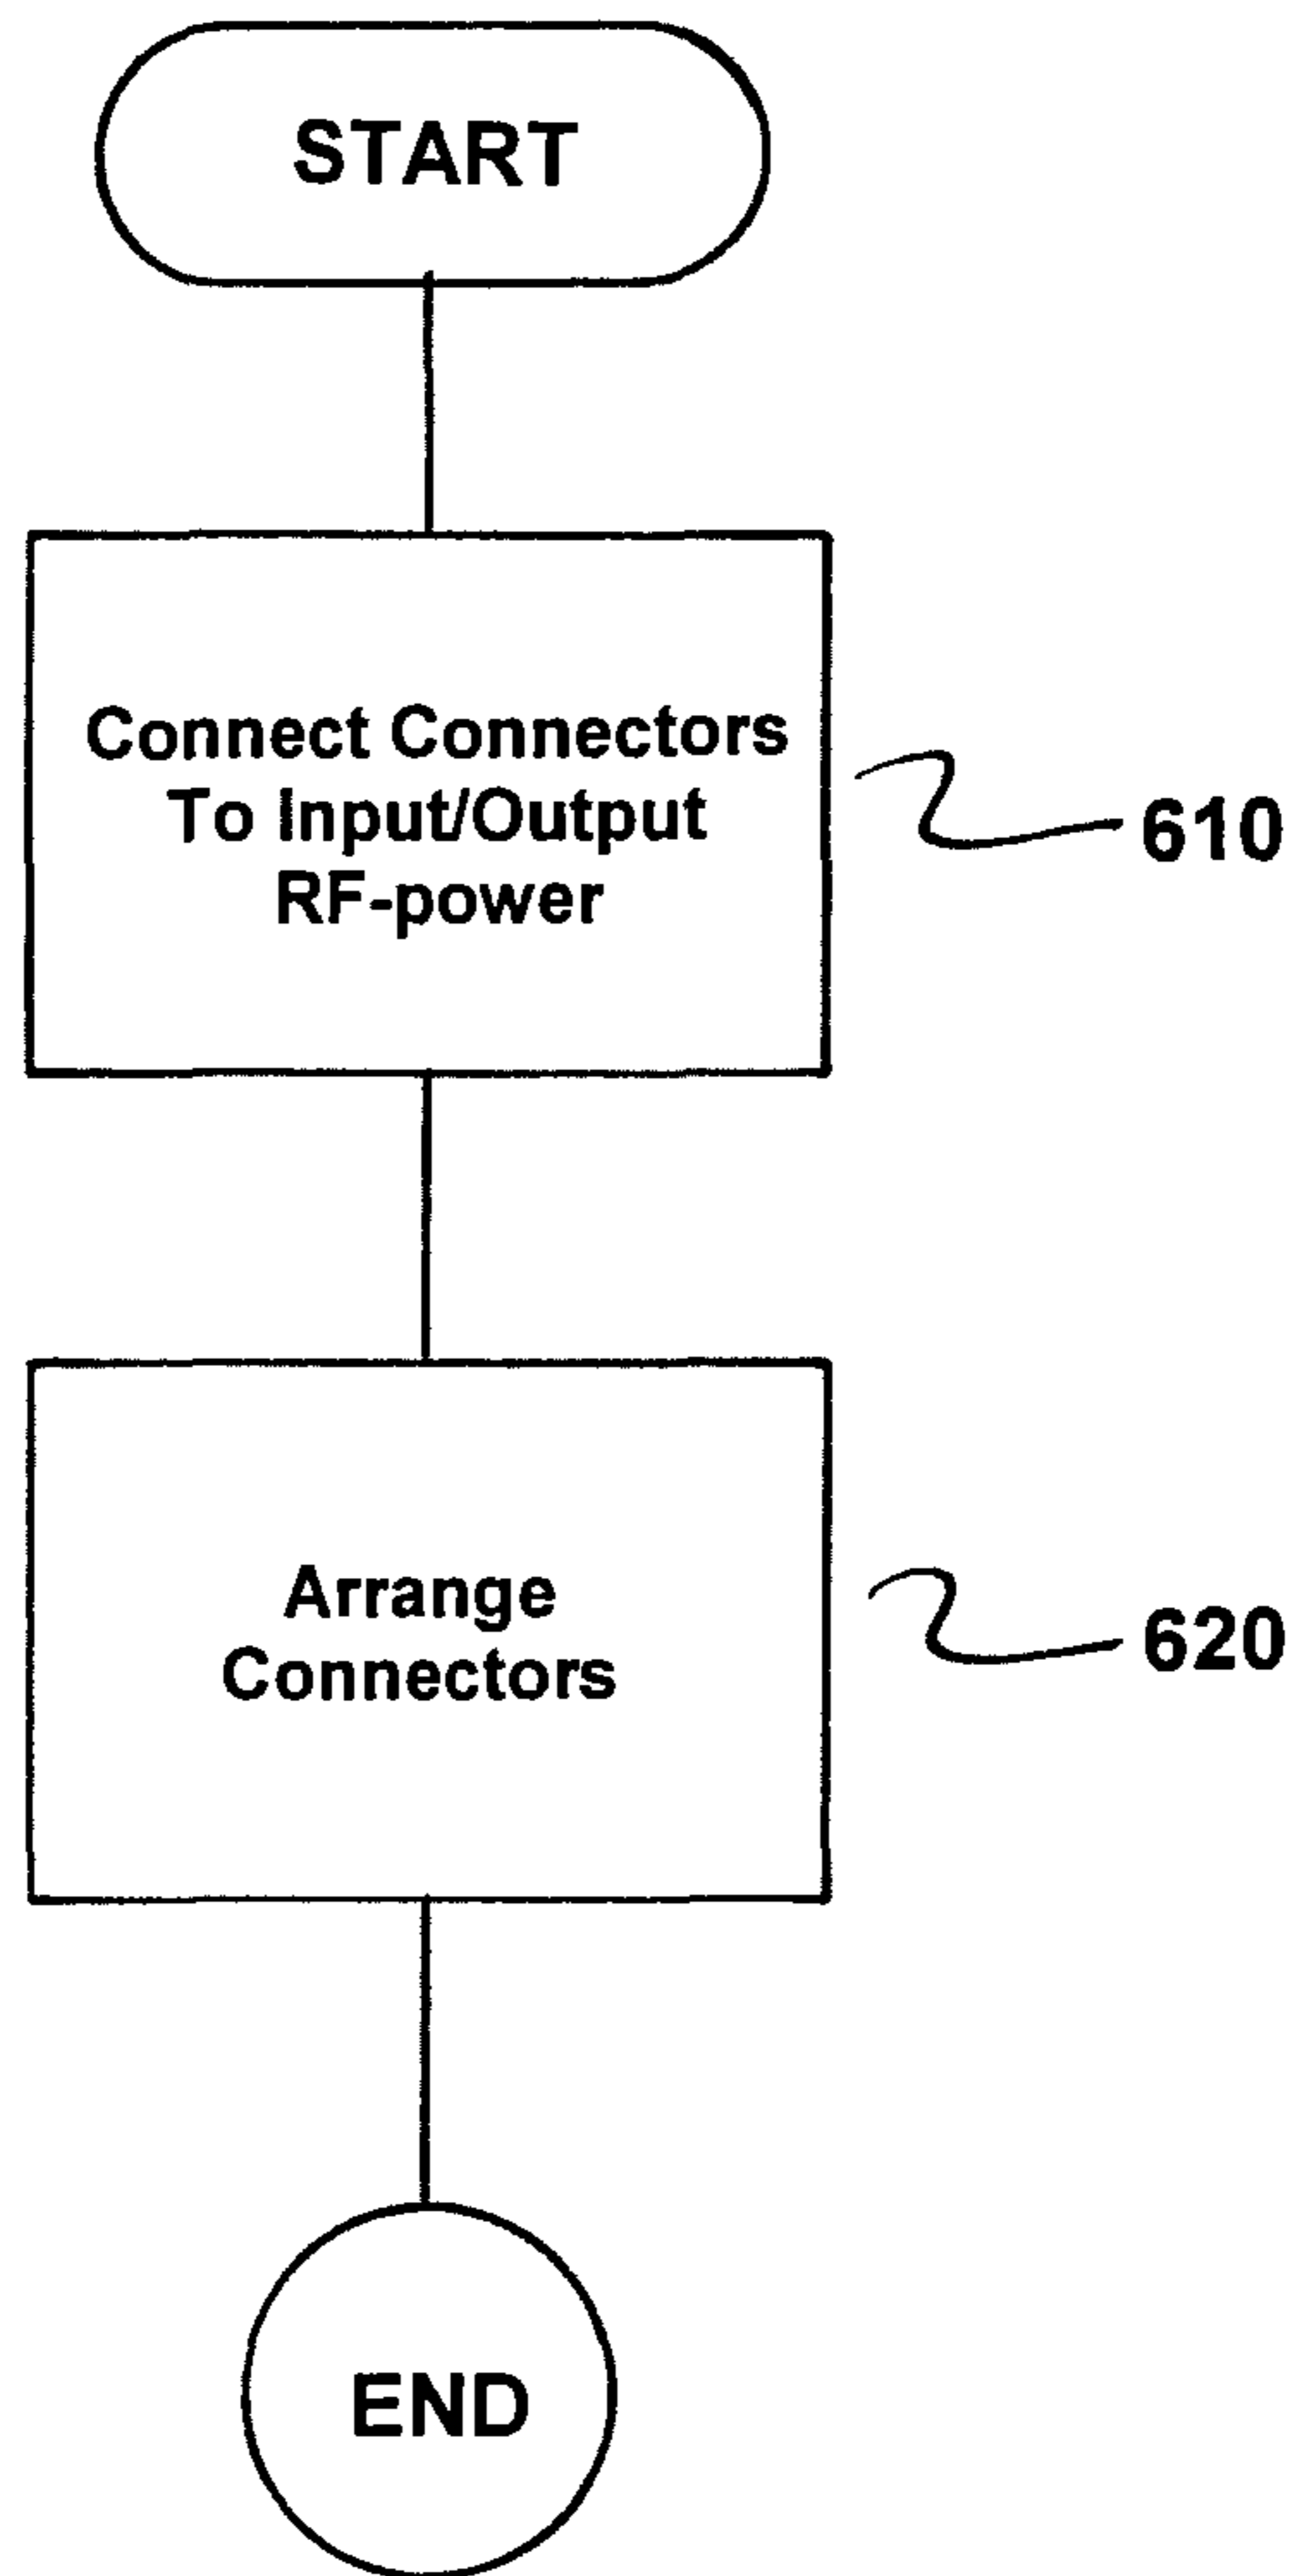 START
Connect Connectors
To Input/Output
RF-power
610
Arrange
Connectors
620
END